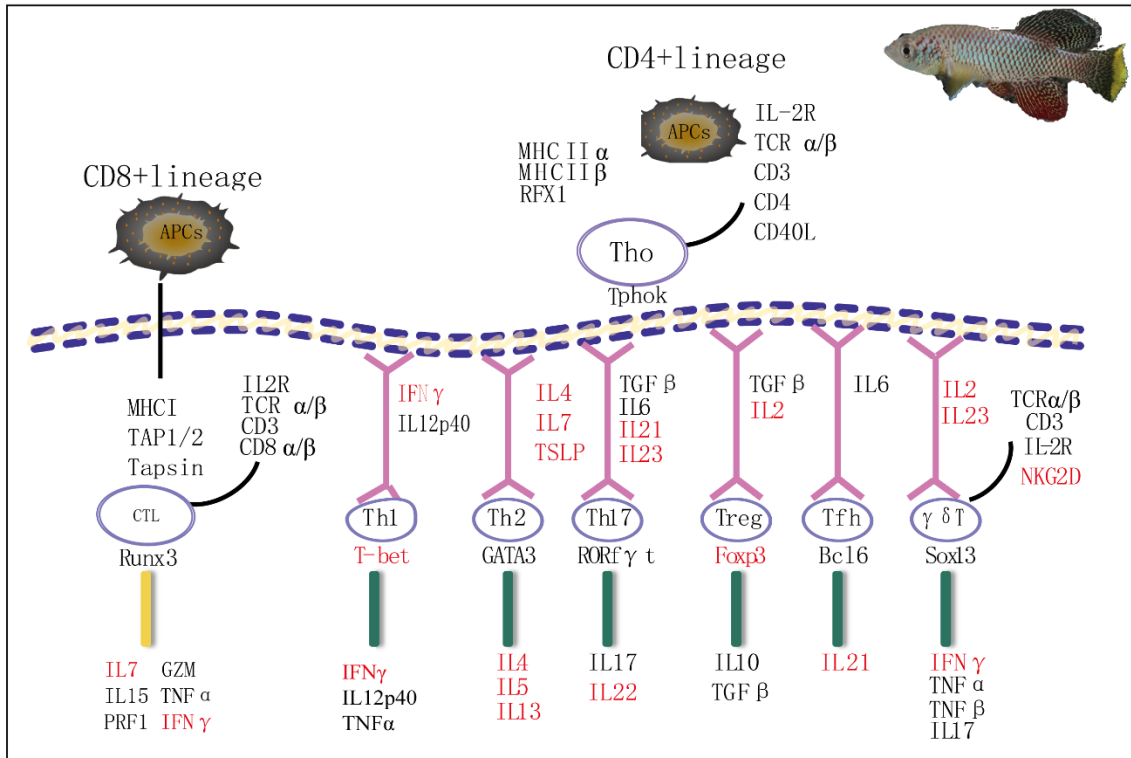 CD4+lineage
APCs
IL-2R
TCR α/β
CD3
CD4
CD40L
MHCIIα
MHCIIβ
RFX1
Tho
Tphok
CD8+lineage
APCs
MHCI
TAP1/2
Tapsin
IL2R
TCR α/β
CD3
CD8 α/β
CTL
Runx3
IL7 GZM
IL15 TNFα
PRF1 IFNγ
IFNγ
IL12p40
Th1
T-bet
IFNγ
IL12p40
TNFα
IL4
IL7
TSLP
Th2
GATA3
IL4
IL5
IL13
TGFβ
IL6
IL21
IL23
Th17
RORfγt
IL17
IL22
TGFβ
IL2
Treg
Foxp3
IL10
TGFβ
IL6
Tfh
Bcl6
IL21
IL2
IL23
TCRα/β
CD3
IL-2R
NKG2D
γδT
Sox13
IFNγ
TNFα
TNFβ
IL17